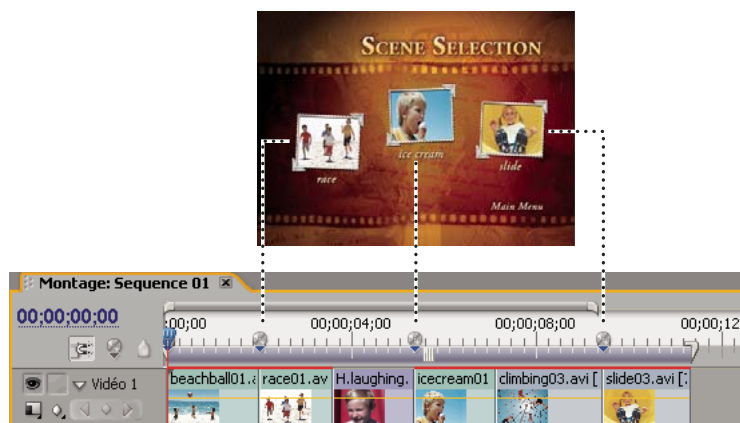 SCENE SELECTION
ice cream
race
slide
Main Menu
Montage: Sequence 01
00;00;00;00
:00;00
00;00;04;00
00;00;08;00
00;00;12
Vidéo 1
beachball01.a
race01.av
H.laughing.
icecream01
climbing03.avi [
slide03.avi [